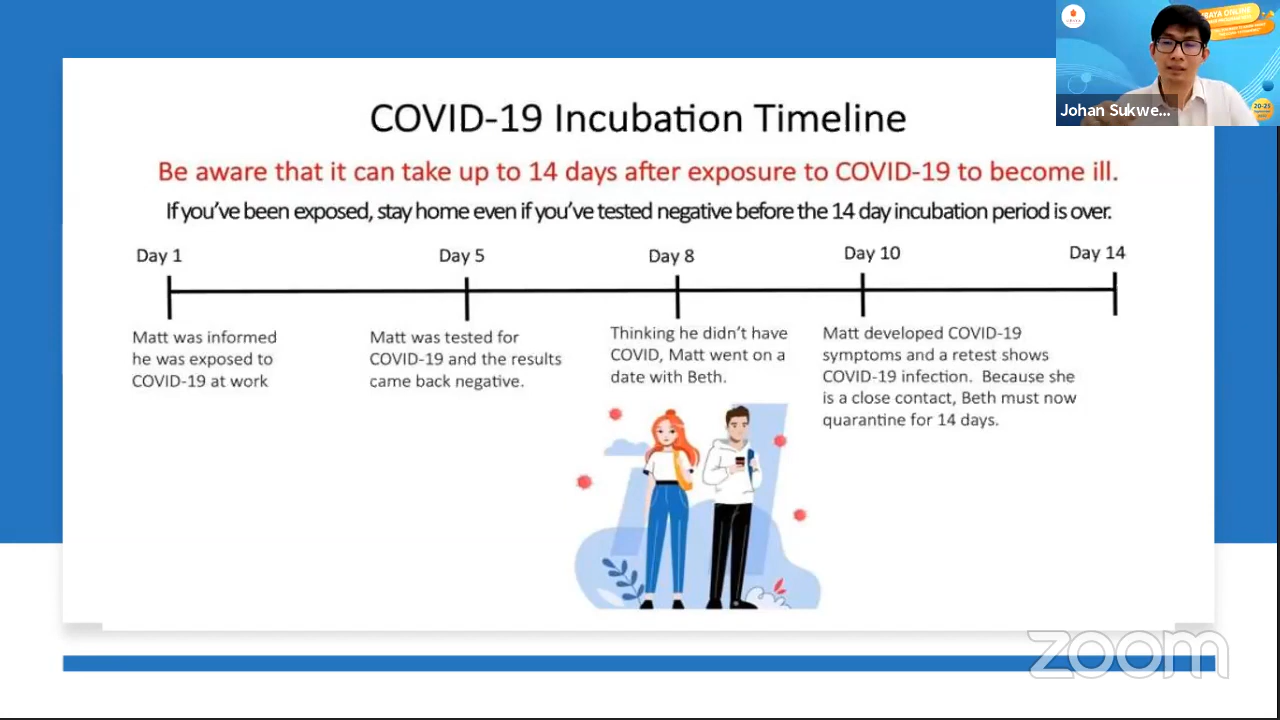 COVID-19 Incubation Timeline
Be aware that it can take up to 14 days after exposure to COVID-19 to become ill.
If you've been exposed, stay home even if you've tested negative before the 14 day incubation period is over.
Day 1
Day 5
Day 8
Day 10
Day 14
Matt was informed
he was exposed to
COVID-19 at work
Matt was tested for
COVID-19 and the results
came back negative.
Thinking he didn't have
COVID, Matt went on a
date with Beth.
Matt developed COVID-19
symptoms and a retest shows
COVID-19 infection. Because she
is a close contact, Beth must now
quarantine for 14 days.
Johan Sukwe...
20-25
zoom